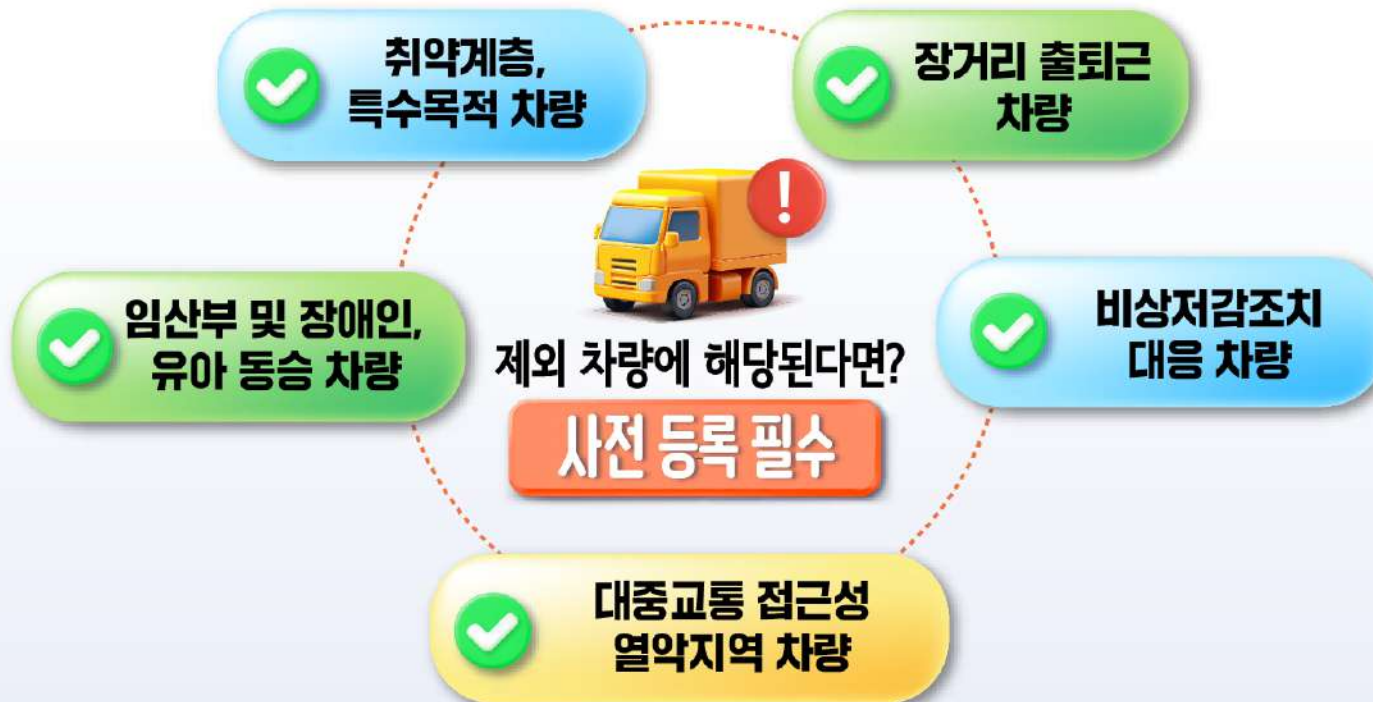 취약계층,
특수목적 차량
장거리 출퇴근
차량
임산부 및 장애인,
유아 동승 차량
비상저감조치
대응 차량
제외 차량에 해당된다면?
사전 등록 필수
대중교통 접근성
열악지역 차량